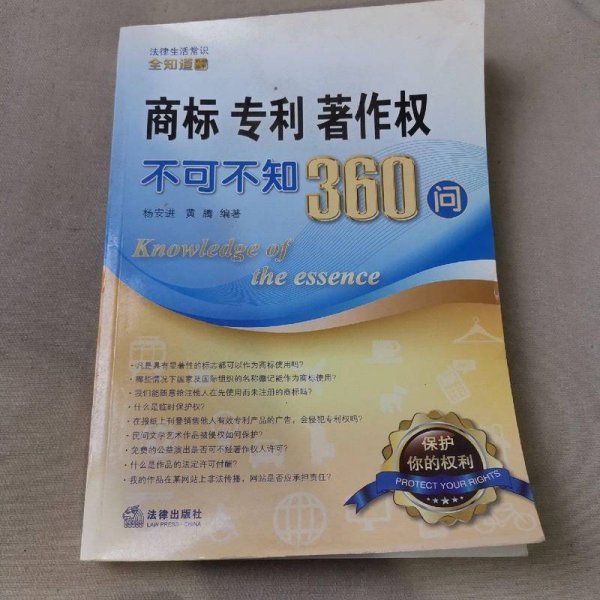 法律生活常识
全知道
商标 专利 著作权
不可不知360问
杨安进 黄腾 编著
Knowledge of
the essence
·凡是具有显著性的标志都可以作为商标使用吗?
·哪些情况下国家及国际组织的名称徽记能作为商标使用?
·我们能随意抢注他人在先使用而未注册的商标吗?
·什么是临时保护权?
·在报纸上刊登销售他人有效专利产品的广告，会侵犯专利权吗?
·民间文学艺术作品被侵权如何保护?
·免费的公益演出是否可不经著作权人许可?
·什么是作品的法定许可付酬?
·我的作品在某网站上非法传播，网站是否应承担责任?
保护
你的权利
PROTECT YOUR RIGHTS
法律出版社
LAW PRESS·CHINA